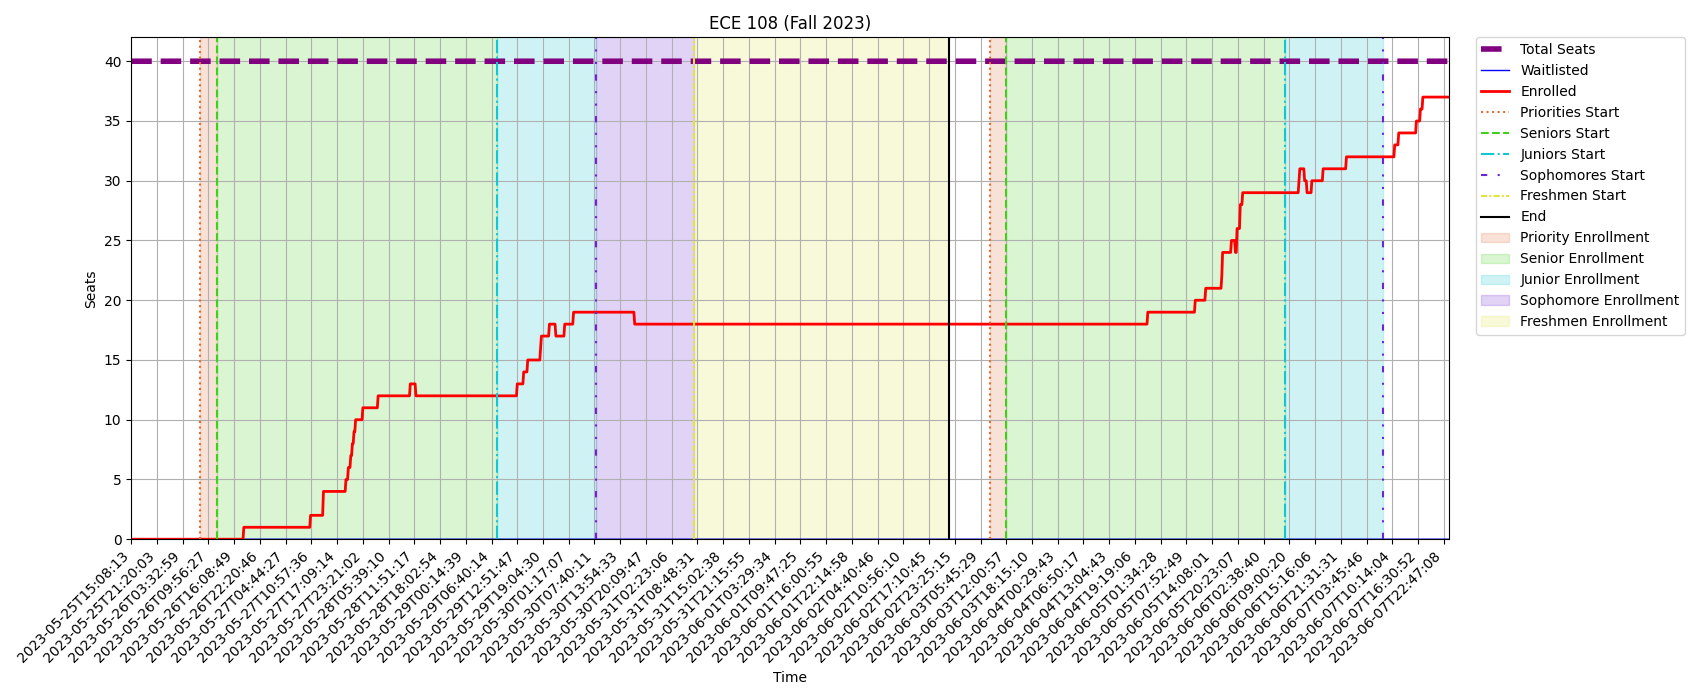 ECE 108 (Fall 2023)
Seats
40
35
30
25
20
15
10
5
0
2023-05-25T15:08:13
2023-05-25T21:20:03
2023-05-26T03:32:59
2023-05-26T09:56:27
2023-05-26T16:08:49
2023-05-26T22:20:46
2023-05-27T04:44:27
2023-05-27T10:57:36
2023-05-27T17:09:14
2023-05-27T23:21:02
2023-05-28T05:39:10
2023-05-28T11:51:17
2023-05-28T18:02:54
2023-05-29T00:14:39
2023-05-29T06:40:14
2023-05-29T12:51:47
2023-05-29T19:04:30
2023-05-30T01:17:07
2023-05-30T07:40:11
2023-05-30T13:54:33
2023-05-30T20:09:47
2023-05-31T02:23:06
2023-05-31T08:48:31
2023-05-31T15:02:38
2023-05-31T21:15:55
2023-06-01T03:29:34
2023-06-01T09:47:25
2023-06-01T16:00:55
2023-06-01T22:14:58
2023-06-02T04:40:46
2023-06-02T10:56:10
2023-06-02T17:10:45
2023-06-02T23:25:15
2023-06-03T05:45:29
2023-06-03T12:00:57
2023-06-03T18:15:10
2023-06-04T00:29:43
2023-06-04T06:50:17
2023-06-04T13:04:43
2023-06-04T19:19:06
2023-06-05T01:34:28
2023-06-05T07:52:49
2023-06-05T14:08:01
2023-06-05T20:23:07
2023-06-06T02:38:40
2023-06-06T09:00:20
2023-06-06T15:16:06
2023-06-06T21:31:31
2023-06-07T03:45:46
2023-06-07T10:14:04
2023-06-07T16:30:52
2023-06-07T22:47:08
Time
Total Seats
Waitlisted
Enrolled
Priorities Start
Seniors Start
Juniors Start
Sophomores Start
Freshmen Start
End
Priority Enrollment
Senior Enrollment
Junior Enrollment
Sophomore Enrollment
Freshmen Enrollment